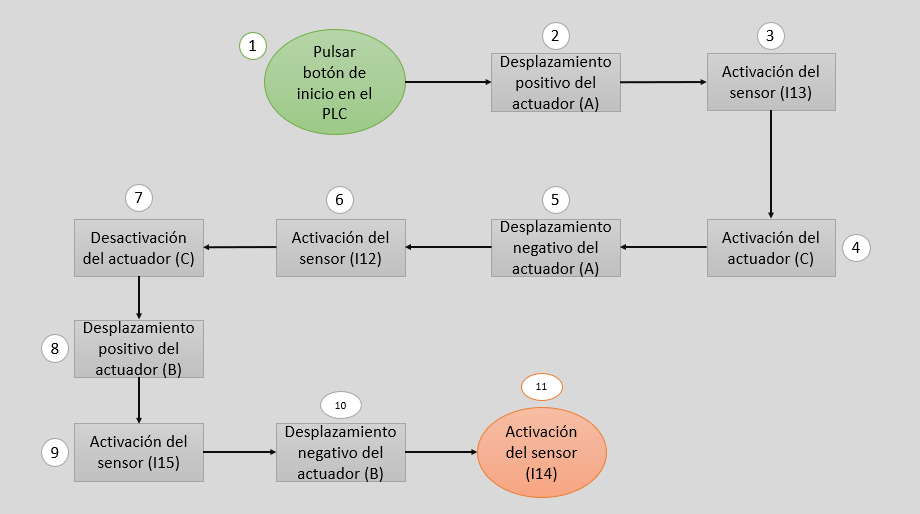 1
Pulsar
botón de
inicio en el
PLC
2
Desplazamiento
positivo del
actuador (A)
3
Activación del
sensor (I13)
4
Activación del
actuador (C)
5
Desplazamiento
negativo del
actuador (A)
6
Activación del
sensor (I12)
7
Desactivación
del actuador (C)
8
Desplazamiento
positivo del
actuador (B)
9
Activación del
sensor (I15)
10
Desplazamiento
negativo del
actuador (B)
11
Activación
del sensor
(I14)